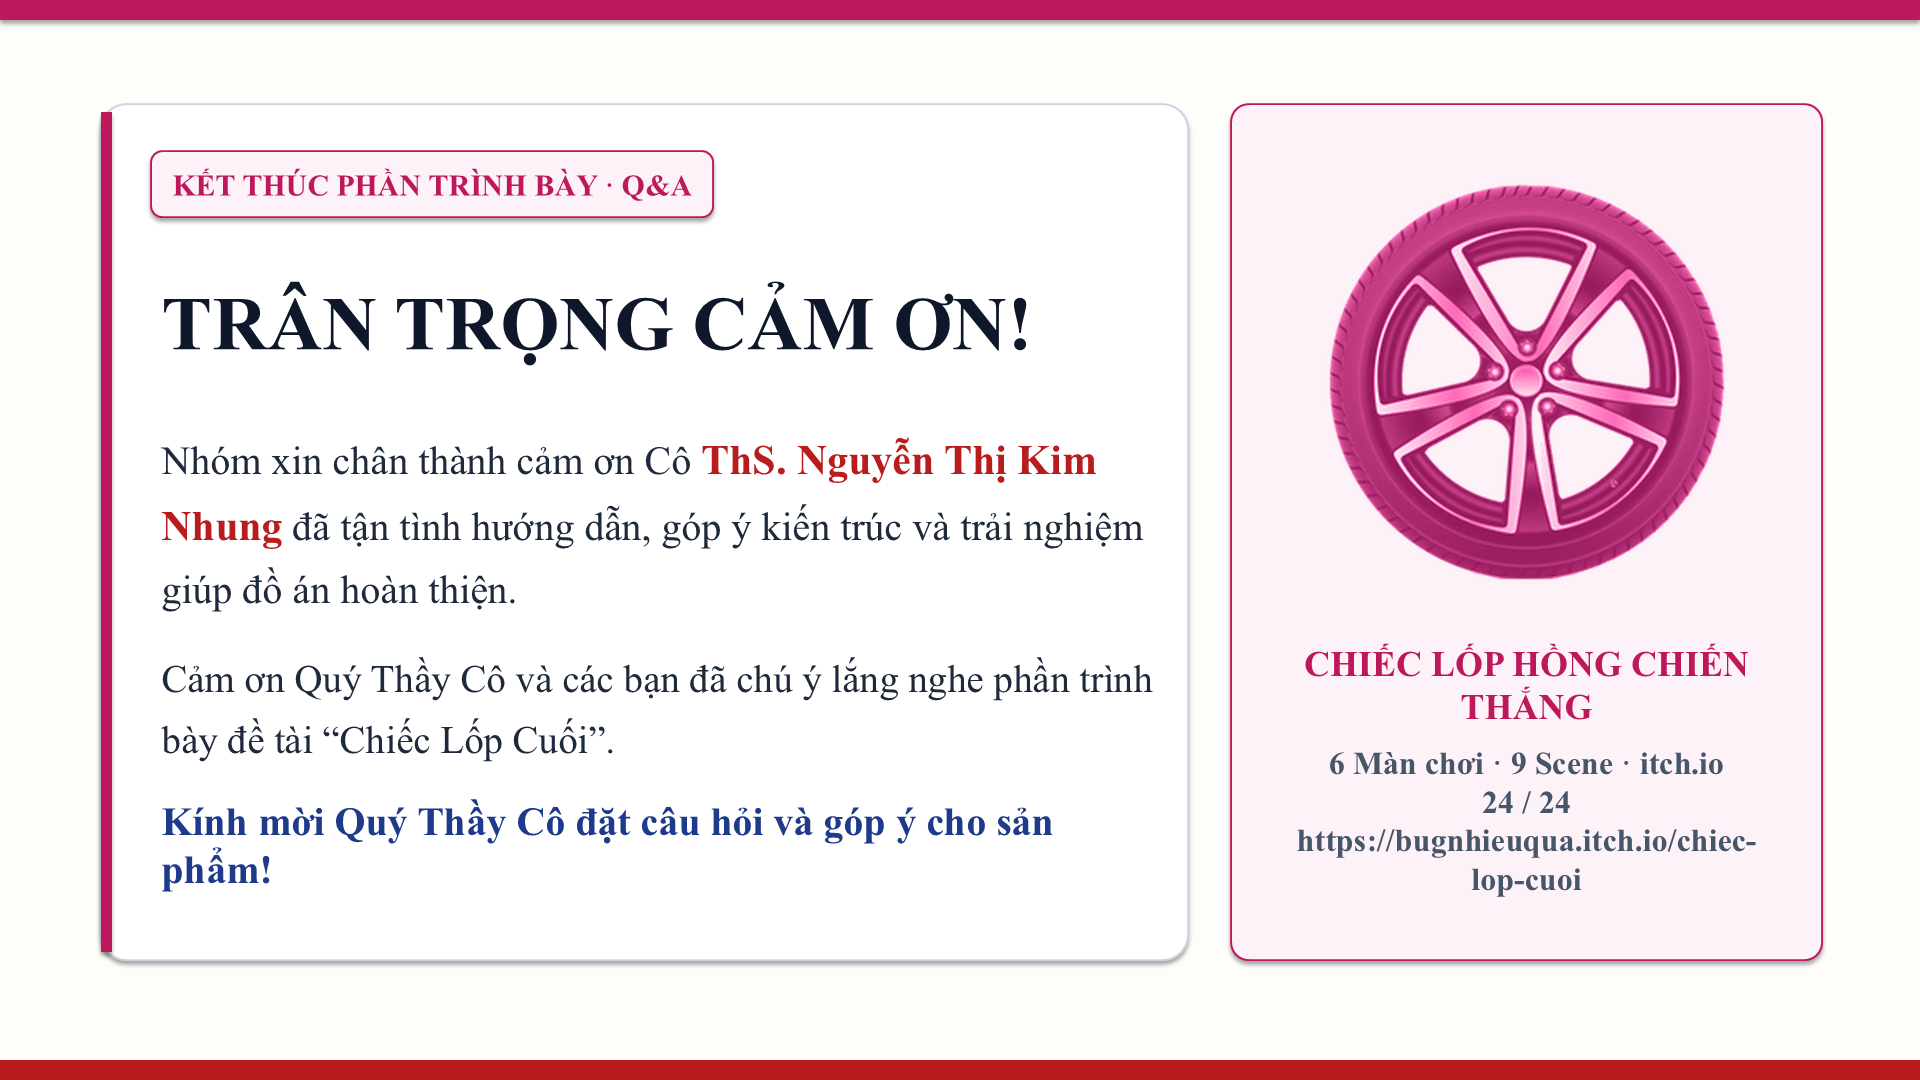 KẾT THÚC PHẦN TRÌNH BÀY · Q&A
TRÂN TRỌNG CẢM ƠN!
Nhóm xin chân thành cảm ơn Cô ThS. Nguyễn Thị Kim
Nhung đã tận tình hướng dẫn, góp ý kiến trúc và trải nghiệm
giúp đồ án hoàn thiện.
Cảm ơn Quý Thầy Cô và các bạn đã chú ý lắng nghe phần trình
bày đề tài “Chiếc Lốp Cuối”.
Kính mời Quý Thầy Cô đặt câu hỏi và góp ý cho sản
phẩm!
CHIẾC LỐP HỒNG CHIẾN
THẮNG
6 Màn chơi · 9 Scene · itch.io
24 / 24
https://bugnhieuqua.itch.io/chiec-
lop-cuoi